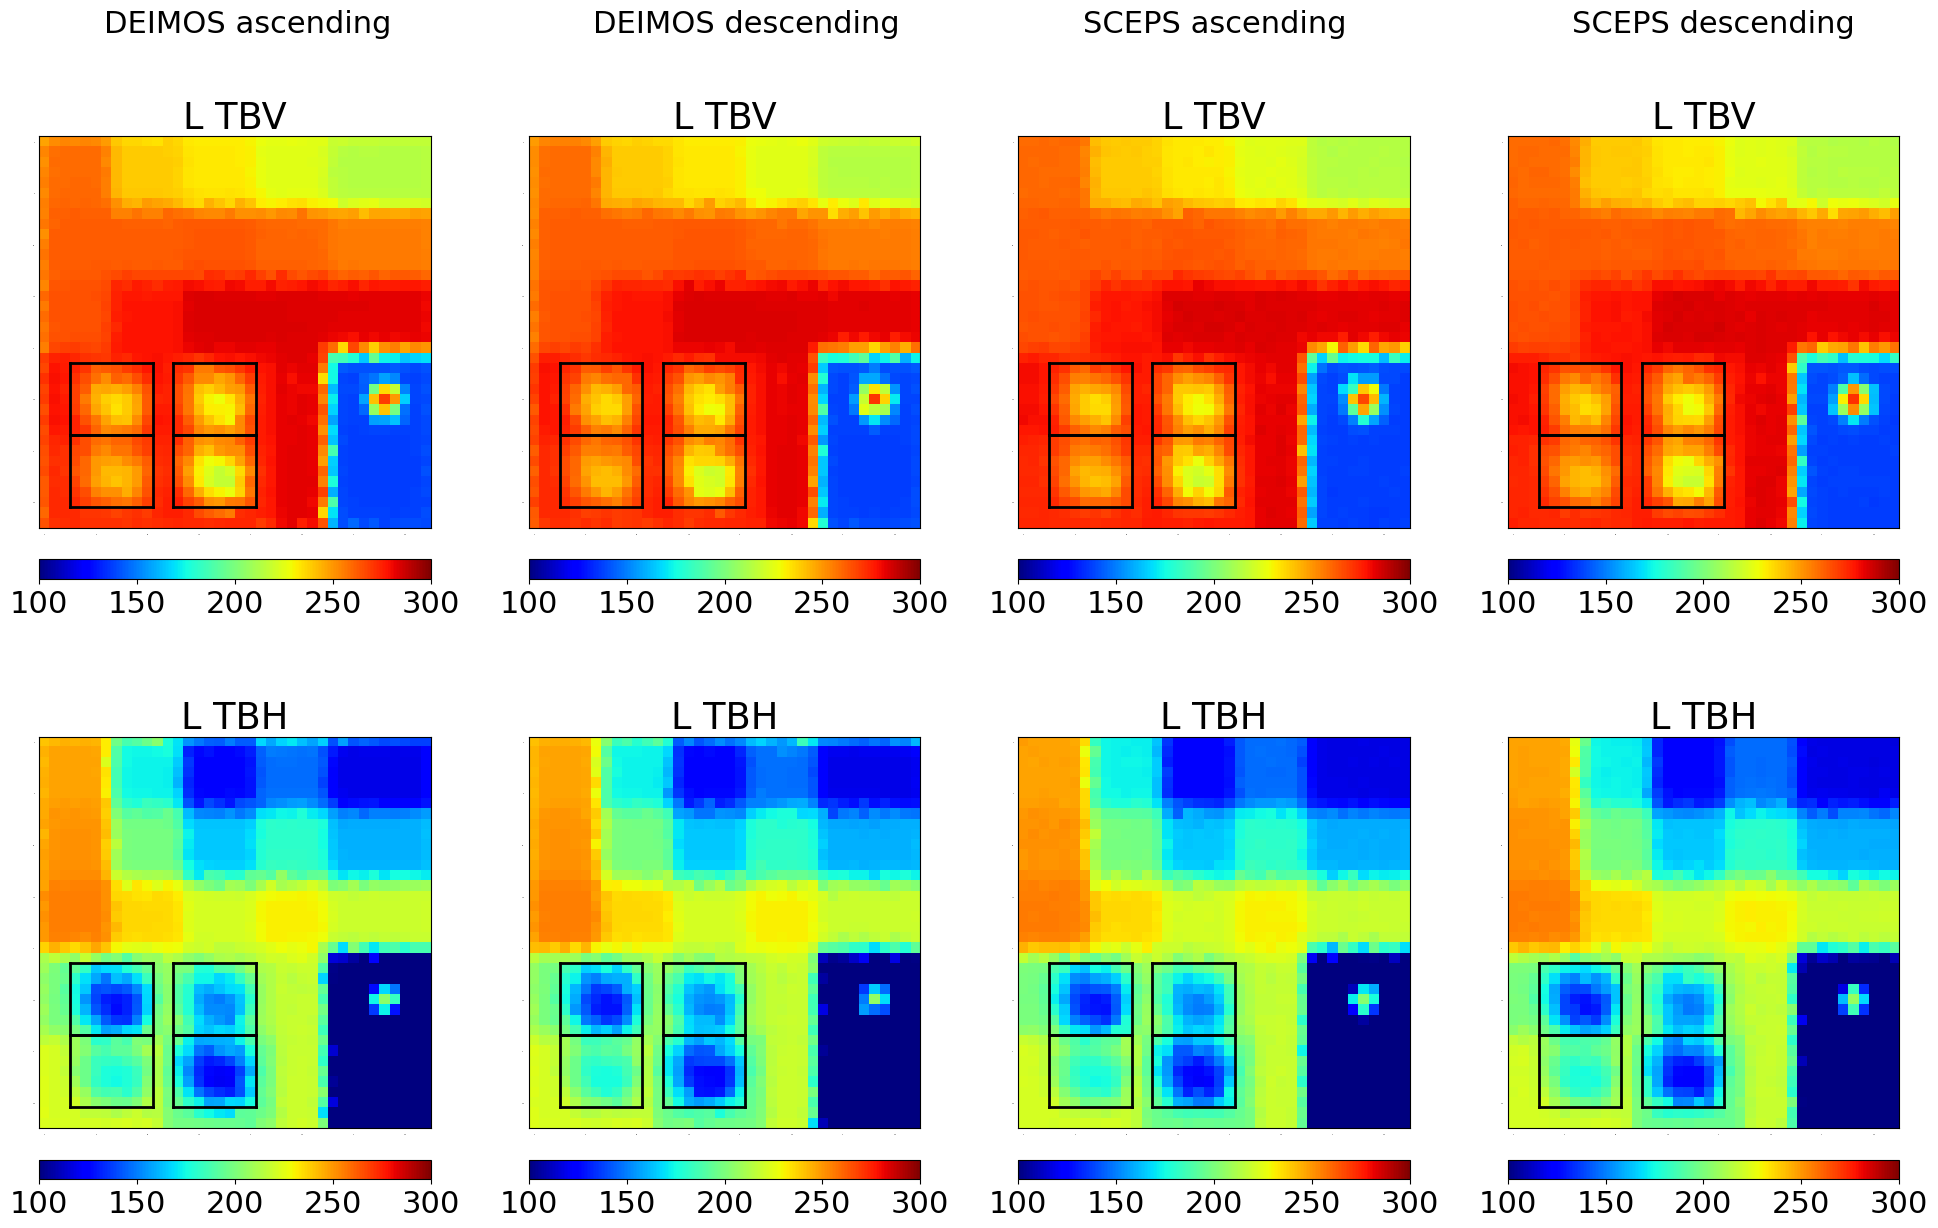 DEIMOS ascending DEIMOS descending SCEPS ascending SCEPS descending
L TBV L TBV L TBV L TBV
100 150 200 250 300 100 150 200 250 300 100 150 200 250 300 100 150 200 250 300
L TBH L TBH L TBH L TBH
100 150 200 250 300 100 150 200 250 300 100 150 200 250 300 100 150 200 250 300